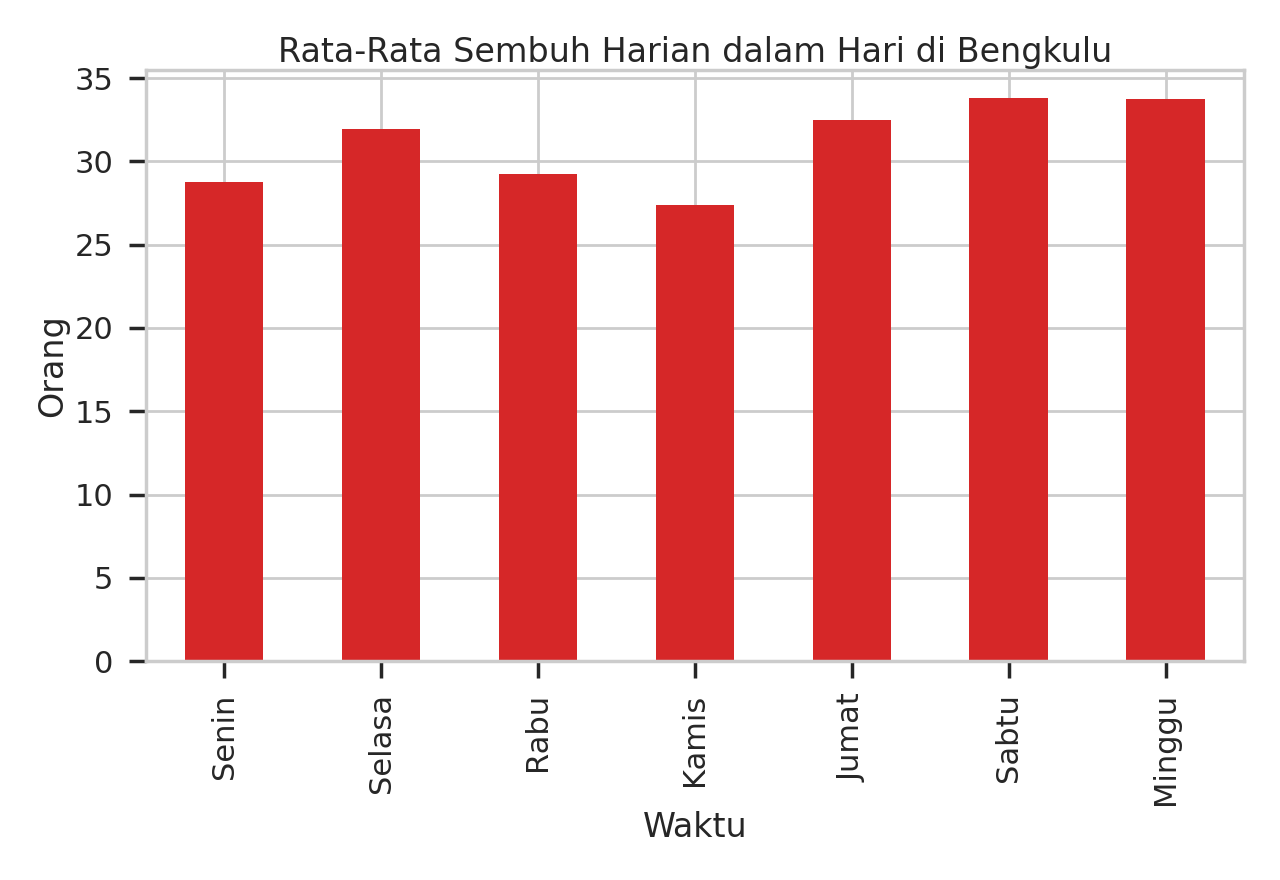 Rata-Rata Sembuh Harian dalam Hari di Bengkulu
35
30
25
20
15
10
5
0
Orang
Senin
Selasa
Rabu
Kamis
Jumat
Sabtu
Minggu
Waktu